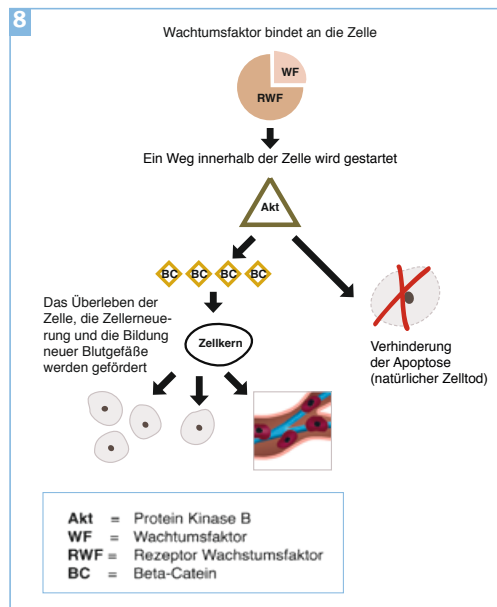 8
Wachtumsfaktor bindet an die Zelle
WF
RWF
Ein Weg innerhalb der Zelle wird gestartet
Akt
BC BC BC BC
Das Überleben der
Zelle, die Zellerneue-
rung und die Bildung
neuer Blutgefäße
werden gefördert
Zellkern
Verhinderung
der Apoptose
(natürlicher Zelltod)
Akt = Protein Kinase B
WF = Wachtumsfaktor
RWF = Rezeptor Wachstumsfaktor
BC = Beta-Catein